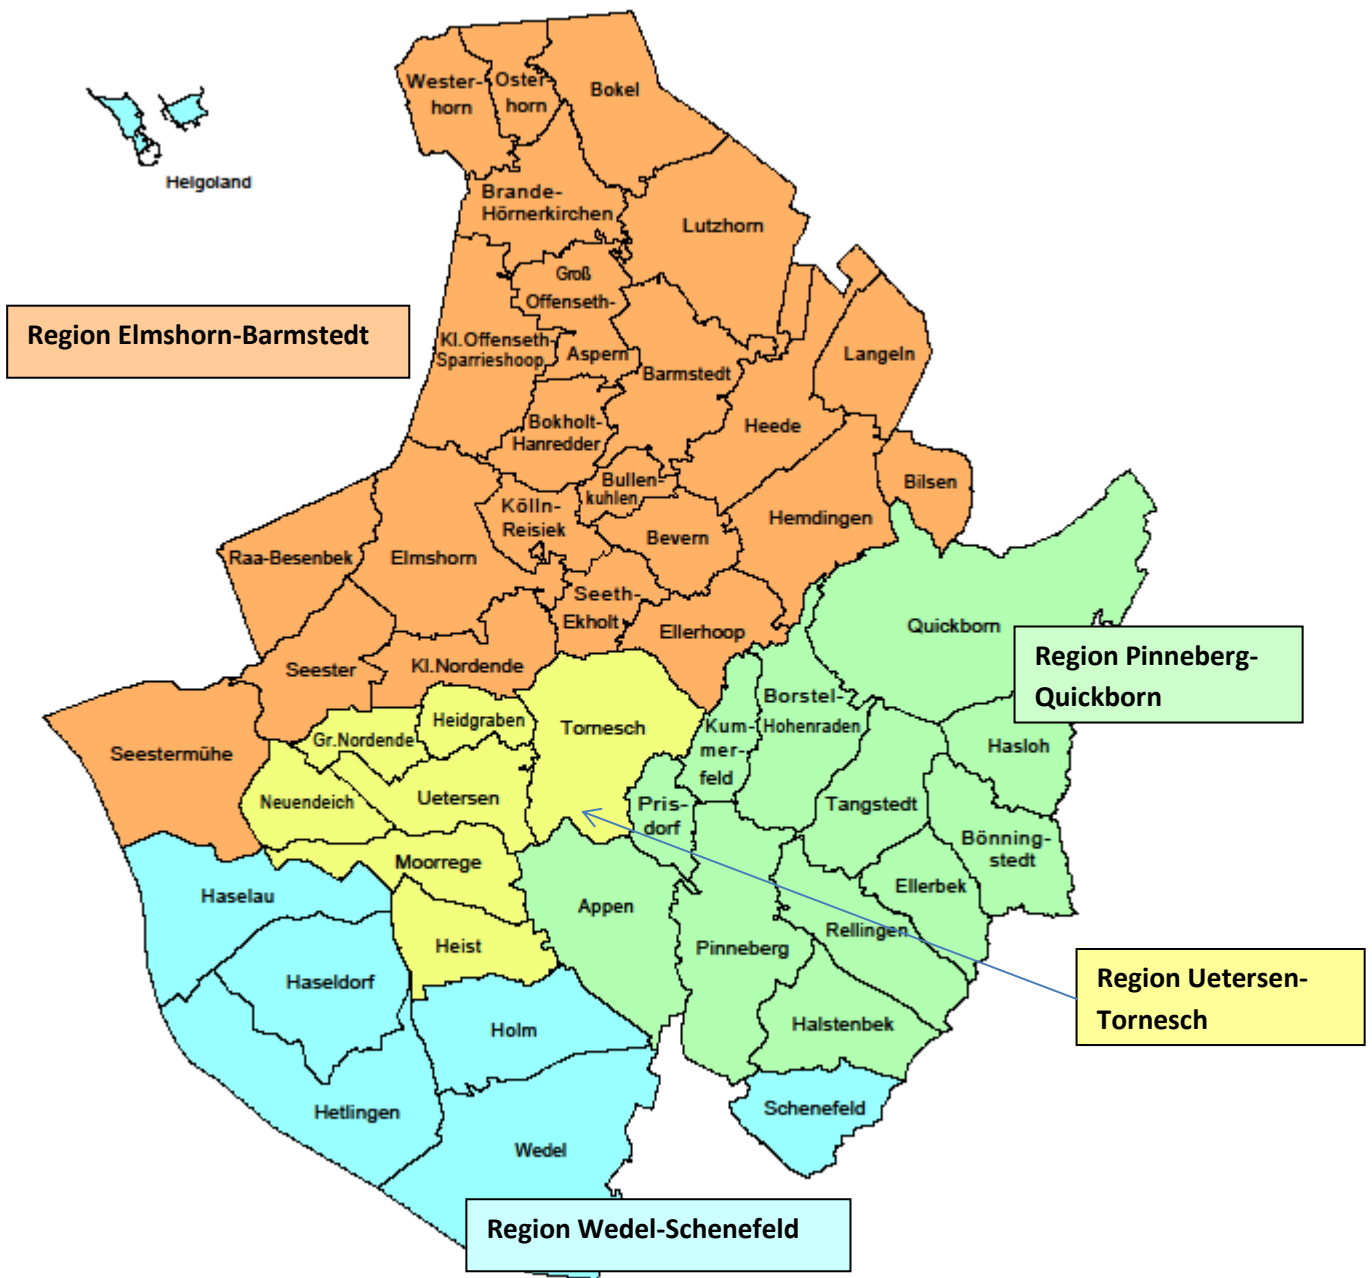 Wester-
horn
Oster-
horn
Bokel
Helgoland
Brande-
Hörnerkirchen
Lutzhorn
Groß
Offenseth-
Aspern
Region Elmshorn-Barmstedt
Kl.Offenseth-
Sparrieshoop
Barmstedt
Langeln
Bokholt-
Hanredder
Heede
Bullen-
kuhlen
Bilsen
Kölln-
Reisiek
Hemdingen
Bevern
Raa-Besenbek
Elmshorn
Seeth-
Ekholt
Ellerhoop
Quickborn
Region Pinneberg-
Quickborn
Seester
Kl.Nordende
Borstel-
Hohenraden
Heidgraben
Tornesch
Kum-
mer-
feld
Gr.Nordende
Hasloh
Seestermühe
Neuendeich
Uetersen
Pris-
dorf
Tangstedt
Bönning-
stedt
Moorrege
Ellerbek
Haselau
Appen
Rellingen
Heist
Pinneberg
Region Uetersen-
Tornesch
Haseldorf
Holm
Halstenbek
Hetlingen
Schenefeld
Wedel
Region Wedel-Schenefeld